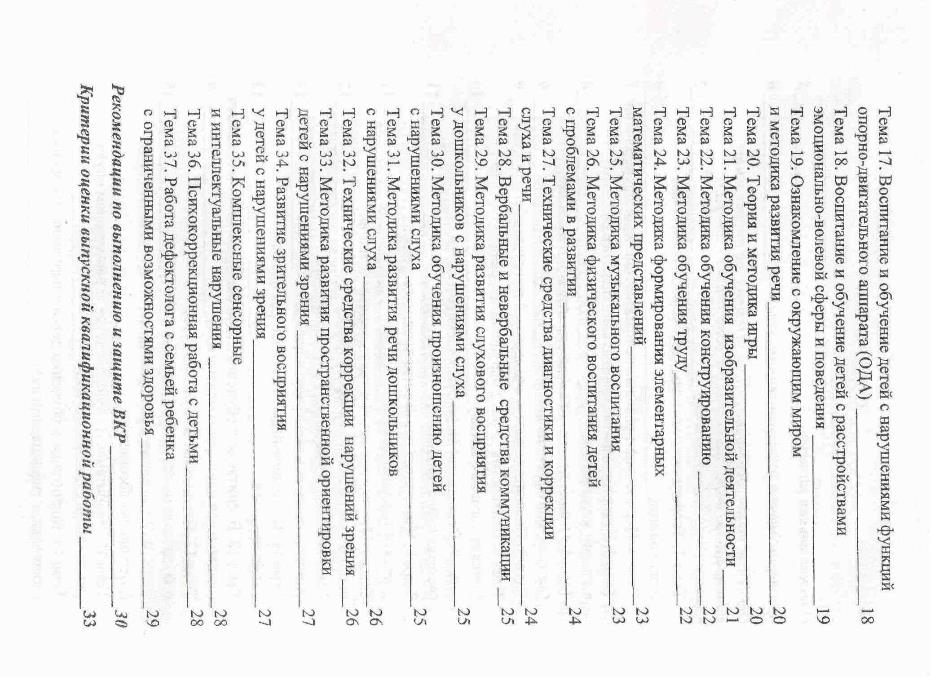 Тема 17. Воспитание и обучение детей с нарушениями функций
опорно-двигательного аппарата (ОДА) 18
Тема 18. Воспитание и обучение детей с расстройствами
эмоционально-волевой сферы и поведения 19
Тема 19. Ознакомление с окружающим миром
и методика развития речи 20
Тема 20. Теория и методика игры 20
Тема 21. Методика обучения изобразительной деятельности 21
Тема 22. Методика обучения конструированию 22
Тема 23. Методика обучения труду 22
Тема 24. Методика формирования элементарных
математических представлений 23
Тема 25. Методика музыкального воспитания 23
Тема 26. Методика физического воспитания детей
с проблемами в развитии 24
Тема 27. Технические средства диагностики и коррекции
слуха и речи 24
Тема 28. Вербальные и невербальные средства коммуникации 25
Тема 29. Методика развития слухового восприятия
у дошкольников с нарушениями слуха 25
Тема 30. Методика обучения произношению детей
с нарушениями слуха 25
Тема 31. Методика развития речи дошкольников
с нарушениями слуха 26
Тема 32. Технические средства коррекции нарушений зрения 26
Тема 33. Методика развития пространственной ориентировки
детей с нарушениями зрения 27
Тема 34. Развитие зрительного восприятия
у детей с нарушениями зрения 27
Тема 35. Комплексные сенсорные
и интеллектуальные нарушения 28
Тема 36. Психокоррекционная работа с детьми 28
Тема 37. Работа дефектолога с семьей ребенка
с ограниченными возможностями здоровья 29
Рекомендации по выполнению и защите ВКР 30
Критерии оценки выпускной квалификационной работы 33